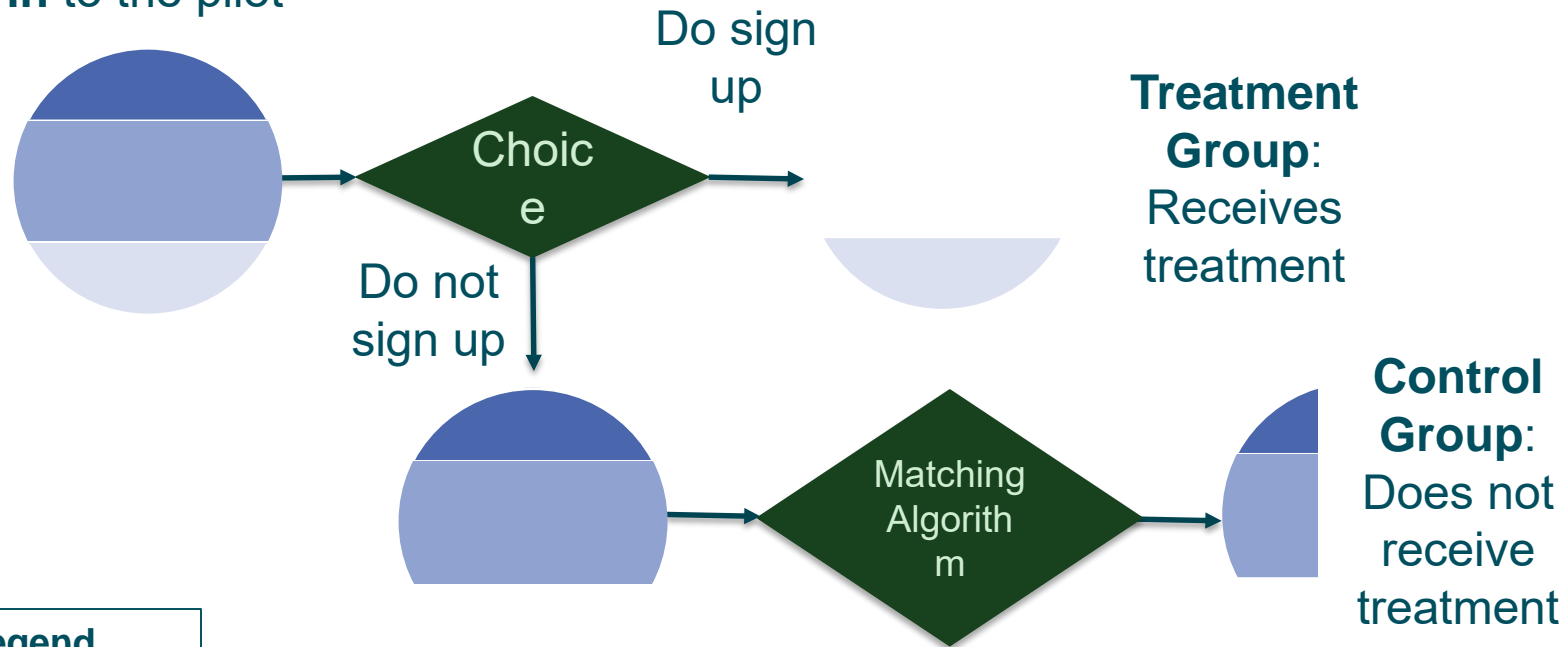 in to the pilot
Do sign
up
Choic
e
Treatment
Group:
Receives
treatment
Do not
sign up
Matching
Algorith
m
Control
Group:
Does not
receive
treatment
egend